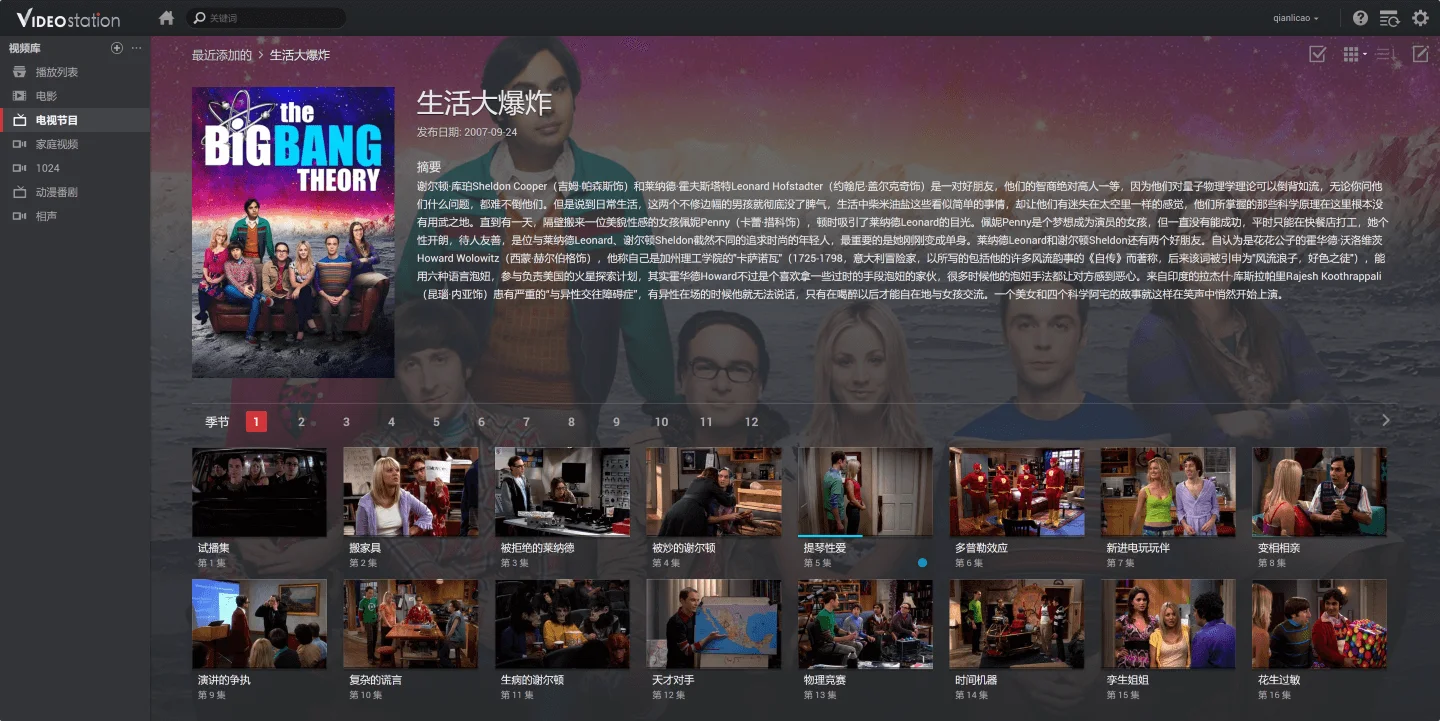 VIDEOstation
关键词
qianlicao
视频库
播放列表
电影
电视节目
家庭视频
1024
动漫番剧
相声
最近添加的 > 生活大爆炸
the
BIG BANG
THEORY
生活大爆炸
发布日期: 2007-09-24
摘要
谢尔顿·库珀Sheldon Cooper（吉姆·帕森斯饰）和莱纳德·霍夫斯塔特Leonard Hofstadter（约翰尼·盖尔克奇饰）是一对好朋友，他们的智商绝对高人一等，因为他们对量子物理学理论可以倒背如流，无论你问他
们什么问题，都难不倒他们。但是说到日常生活，这两个不修边幅的男孩就彻底没了脾气，生活中柴米油盐这些看似简单的事情，却让他们有迷失在太空里一样的感觉，他们所掌握的那些科学原理在这里根本没
有用武之地。直到有一天，隔壁搬来一位美貌性感的女孩佩妮Penny（卡蕾·措科饰），顿时吸引了莱纳德Leonard的目光。佩妮Penny是个梦想成为演员的女孩，但一直没有能成功，平时只能在快餐店打工，她个
性开朗，待人友善，是位与莱纳德Leonard、谢尔顿Sheldon截然不同的追求时尚的年轻人，最重要的是她刚刚变成单身。莱纳德Leonard和谢尔顿Sheldon还有两个好朋友。自认为是花花公子的霍华德·沃洛维茨
Howard Wolowitz（西蒙·赫尔伯格饰），他称自己是加州理工学院的“卡萨诺瓦”（1725-1798，意大利冒险家，以所写的包括他的许多风流韵事的《自传》而著称，后来该词被引申为“风流浪子，好色之徒”），能
用六种语言泡妞，参与负责美国的火星探索计划，其实霍华德Howard不过是个喜欢拿一些过时的手段泡妞的家伙，很多时候他的泡妞手法都让对方感到恶心。来自印度的拉杰什·库斯拉帕里Rajesh Koothrappali
（昆瑙·内亚饰）患有严重的“与异性交往障碍症”，有异性在场的时候他就无法说话，只有在喝醉以后才能自在地与女孩交流。一个美女和四个科学阿宅的故事就这样在笑声中悄然开始上演。
季节 1 2 3 4 5 6 7 8 9 10 11 12
试播集 搬家具 被拒绝的莱纳德 被炒的谢尔顿 提琴性爱 多普勒效应 新进电玩玩伴 变相相亲
第 1 集 第 2 集 第 3 集 第 4 集 第 5 集 第 6 集 第 7 集 第 8 集
演讲的争执 复杂的谎言 生病的谢尔顿 天才对手 物理竞赛 时间机器 孪生姐姐 花生过敏
第 9 集 第 10 集 第 11 集 第 12 集 第 13 集 第 14 集 第 15 集 第 16 集